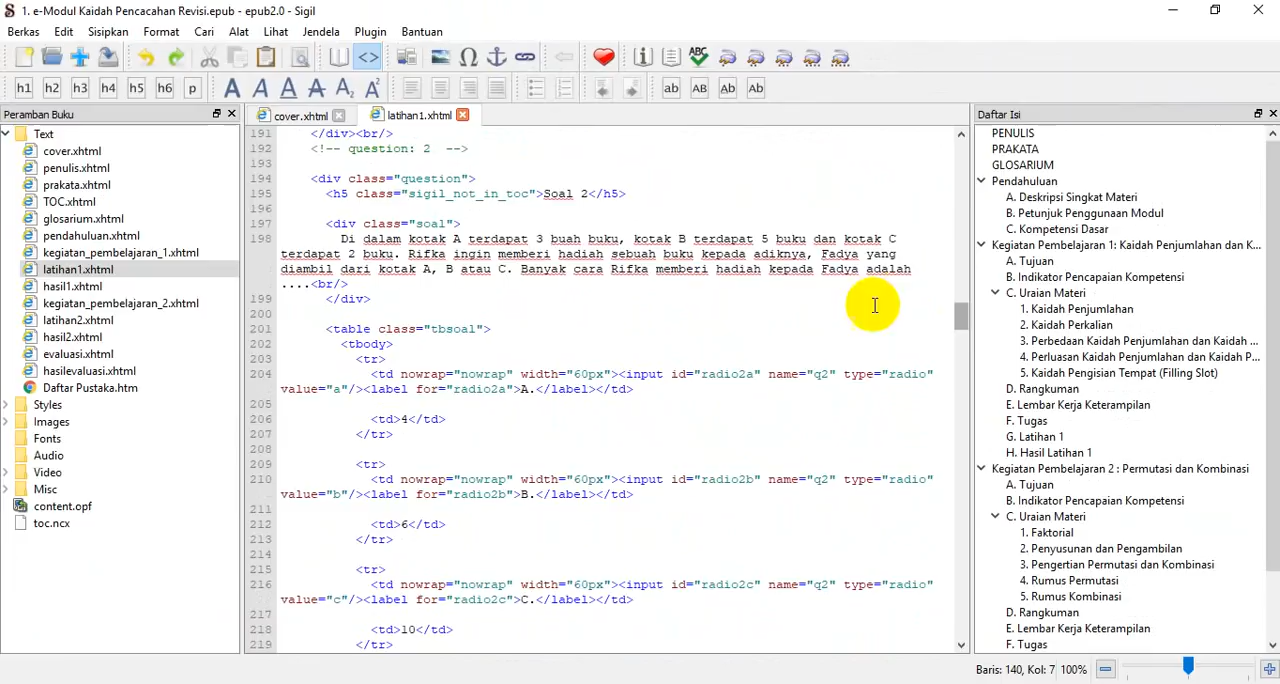 1. e-Modul Kaidah Pencacahan Revisi.epub - epub2.0 - Sigil
Berkas Edit Sisipkan Format Cari Alat Lihat Jendela Plugin Bantuan
h1 h2 h3 h4 h5 h6 p A A A A A₂ A² ab AB Ab Ab
Peramban Buku
Text
cover.xhtml
penulis.xhtml
prakata.xhtml
TOC.xhtml
glosarium.xhtml
pendahuluan.xhtml
kegiatan_pembelajaran_1.xhtml
latihan1.xhtml
hasil1.xhtml
kegiatan_pembelajaran_2.xhtml
latihan2.xhtml
hasil2.xhtml
evaluasi.xhtml
hasilevaluasi.xhtml
Daftar Pustaka.htm
Styles
Images
Fonts
Audio
Video
Misc
content.opf
toc.ncx
cover.xhtml latihan1.xhtml
191 </div><br/>
192 <!-- question: 2  -->
193
194 <div class="question">
195 <h5 class="sigil_not_in_toc">Soal 2</h5>
196
197 <div class="soal">
198 Di dalam kotak A terdapat 3 buah buku, kotak B terdapat 5 buku dan kotak C
terdapat 2 buku. Rifka ingin memberi hadiah sebuah buku kepada adiknya, Fadya yang
diambil dari kotak A, B atau C. Banyak cara Rifka memberi hadiah kepada Fadya adalah
....<br/>
199 </div>
200
201 <table class="tbsoal">
202 <tbody>
203 <tr>
204 <td nowrap="nowrap" width="60px"><input id="radio2a" name="q2" type="radio"
value="a"/><label for="radio2a">A.</label></td>
205
206 <td>4</td>
207 </tr>
208
209 <tr>
210 <td nowrap="nowrap" width="60px"><input id="radio2b" name="q2" type="radio"
value="b"/><label for="radio2b">B.</label></td>
211
212 <td>6</td>
213 </tr>
214
215 <tr>
216 <td nowrap="nowrap" width="60px"><input id="radio2c" name="q2" type="radio"
value="c"/><label for="radio2c">C.</label></td>
217
218 <td>10</td>
219 </tr>
Daftar Isi
PENULIS
PRAKATA
GLOSARIUM
Pendahuluan
A. Deskripsi Singkat Materi
B. Petunjuk Penggunaan Modul
C. Kompetensi Dasar
Kegiatan Pembelajaran 1: Kaidah Penjumlahan dan K...
A. Tujuan
B. Indikator Pencapaian Kompetensi
C. Uraian Materi
1. Kaidah Penjumlahan
2. Kaidah Perkalian
3. Perbedaan Kaidah Penjumlahan dan Kaidah ...
4. Perluasan Kaidah Penjumlahan dan Kaidah P...
5. Kaidah Pengisian Tempat (Filling Slot)
D. Rangkuman
E. Lembar Kerja Keterampilan
F. Tugas
G. Latihan 1
H. Hasil Latihan 1
Kegiatan Pembelajaran 2 : Permutasi dan Kombinasi
A. Tujuan
B. Indikator Pencapaian Kompetensi
C. Uraian Materi
1. Faktorial
2. Penyusunan dan Pengambilan
3. Pengertian Permutasi dan Kombinasi
4. Rumus Permutasi
5. Rumus Kombinasi
D. Rangkuman
E. Lembar Kerja Keterampilan
F. Tugas
Baris: 140, Kol: 7 100%